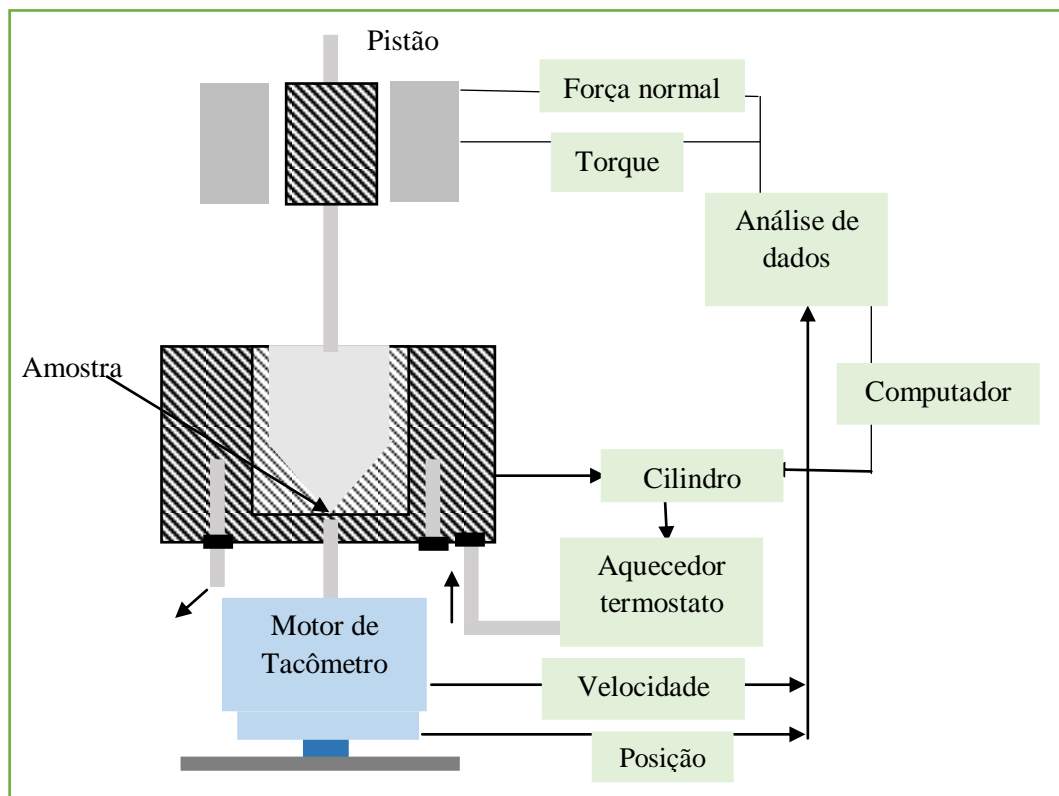 Pistão
Força normal
Torque
Análise de
dados
Amostra
Computador
Cilindro
Aquecedor
termostato
Motor de
Tacômetro
Velocidade
Posição